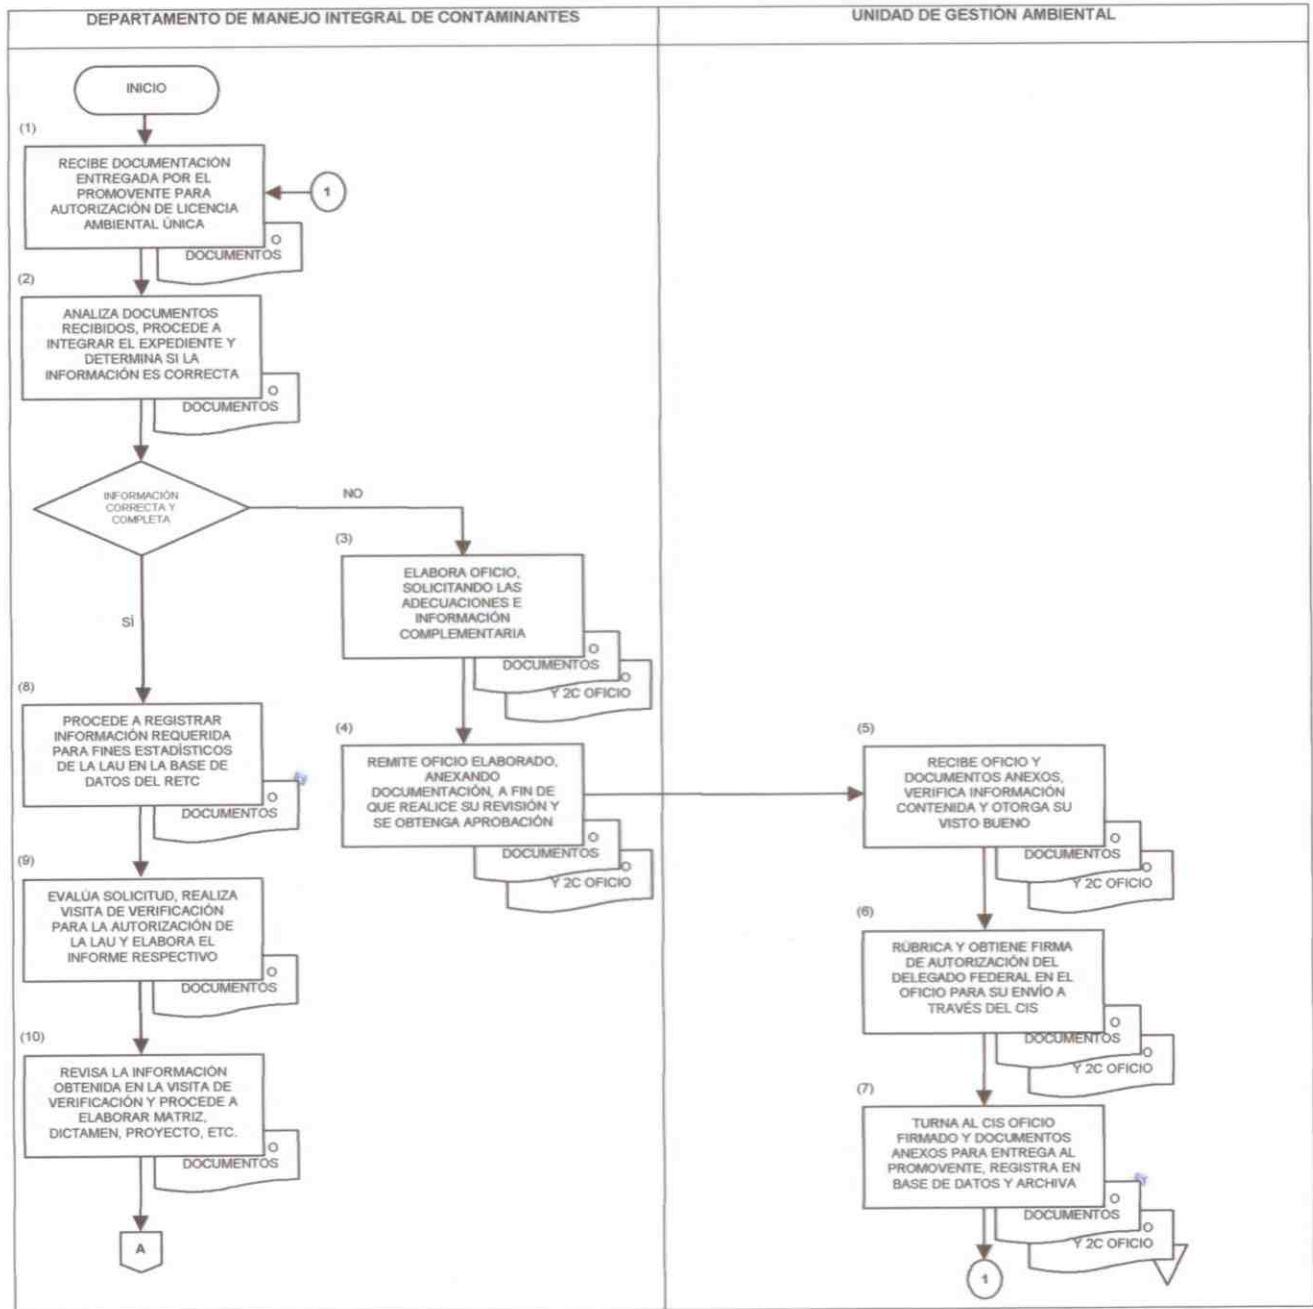 DEPARTAMENTO DE MANEJO INTEGRAL DE CONTAMINANTES
UNIDAD DE GESTIÓN AMBIENTAL
INICIO
(1)
RECIBE DOCUMENTACIÓN
ENTREGADA POR EL
PROMOVENTE PARA
AUTORIZACIÓN DE LICENCIA
AMBIENTAL ÚNICA
1
O
DOCUMENTOS
(2)
ANALIZA DOCUMENTOS
RECIBIDOS, PROCEDE A
INTEGRAR EL EXPEDIENTE Y
DETERMINA SI LA
INFORMACIÓN ES CORRECTA
O
DOCUMENTOS
INFORMACIÓN
CORRECTA Y
COMPLETA
NO
SÍ
(3)
ELABORA OFICIO,
SOLICITANDO LAS
ADECUACIONES E
INFORMACIÓN
COMPLEMENTARIA
O
DOCUMENTOS
O
Y 2C OFICIO
(4)
REMITE OFICIO ELABORADO,
ANEXANDO
DOCUMENTACIÓN, A FIN DE
QUE REALICE SU REVISIÓN Y
SE OBTENGA APROBACIÓN
O
DOCUMENTOS
O
Y 2C OFICIO
(5)
RECIBE OFICIO Y
DOCUMENTOS ANEXOS,
VERIFICA INFORMACIÓN
CONTENIDA Y OTORGA SU
VISTO BUENO
O
DOCUMENTOS
O
Y 2C OFICIO
(6)
RÚBRICA Y OBTIENE FIRMA
DE AUTORIZACIÓN DEL
DELEGADO FEDERAL EN EL
OFICIO PARA SU ENVÍO A
TRAVÉS DEL CIS
O
DOCUMENTOS
O
Y 2C OFICIO
(7)
TURNA AL CIS OFICIO
FIRMADO Y DOCUMENTOS
ANEXOS PARA ENTREGA AL
PROMOVENTE, REGISTRA EN
BASE DE DATOS Y ARCHIVA
O
DOCUMENTOS
O
Y 2C OFICIO
1
(8)
PROCEDE A REGISTRAR
INFORMACIÓN REQUERIDA
PARA FINES ESTADÍSTICOS
DE LA LAU EN LA BASE DE
DATOS DEL RETC
O
DOCUMENTOS
(9)
EVALÚA SOLICITUD, REALIZA
VISITA DE VERIFICACIÓN
PARA LA AUTORIZACIÓN DE
LA LAU Y ELABORA EL
INFORME RESPECTIVO
O
DOCUMENTOS
(10)
REVISA LA INFORMACIÓN
OBTENIDA EN LA VISITA DE
VERIFICACIÓN Y PROCEDE A
ELABORAR MATRIZ,
DICTAMEN, PROYECTO, ETC.
O
DOCUMENTOS
A